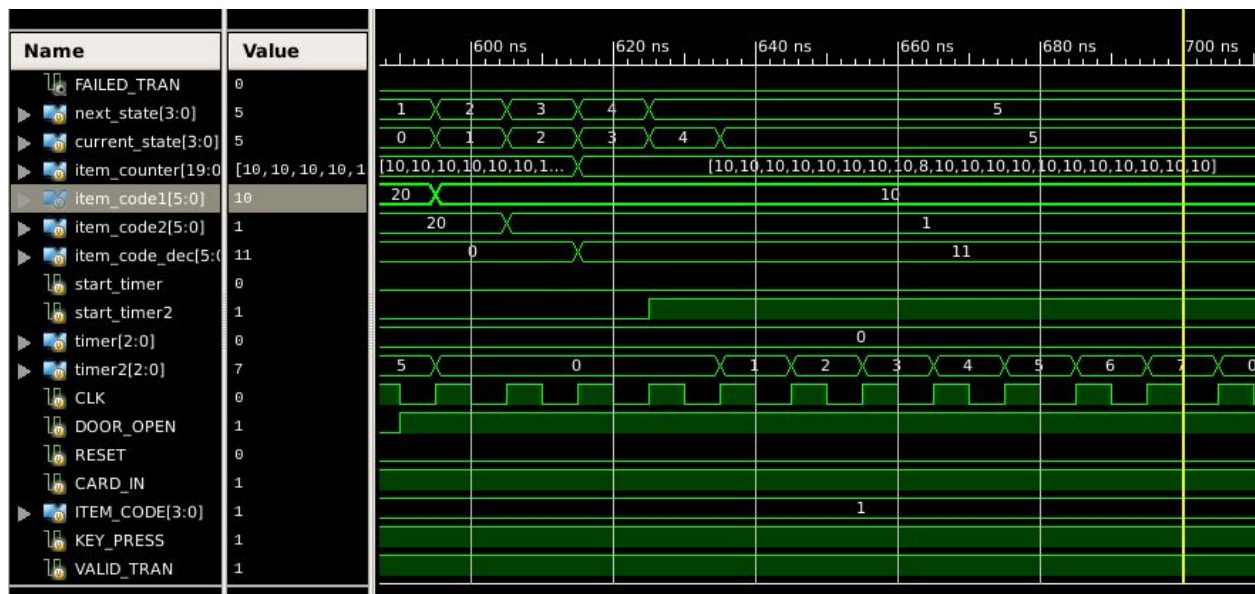 Name Value 600 ns 620 ns 640 ns 660 ns 680 ns 700 ns
FAILED_TRAN 0
next_state[3:0] 5 1 2 3 4 5
current_state[3:0] 5 0 1 2 3 4 5
item_counter[19:0 [10,10,10,10,1 [10,10,10,10,10,10,1... [10,10,10,10,10,10,10,8,10,10,10,10,10,10,10,10,10,10]
item_code1[5:0] 10 20 10
item_code2[5:0] 1 20 1
item_code_dec[5:( 11 0 11
start_timer 0
start_timer2 1
timer[2:0] 0 0
timer2[2:0] 7 5 0 1 2 3 4 5 6 7 0
CLK 0
DOOR_OPEN 1
RESET 0
CARD_IN 1
ITEM_CODE[3:0] 1 1
KEY_PRESS 1
VALID_TRAN 1